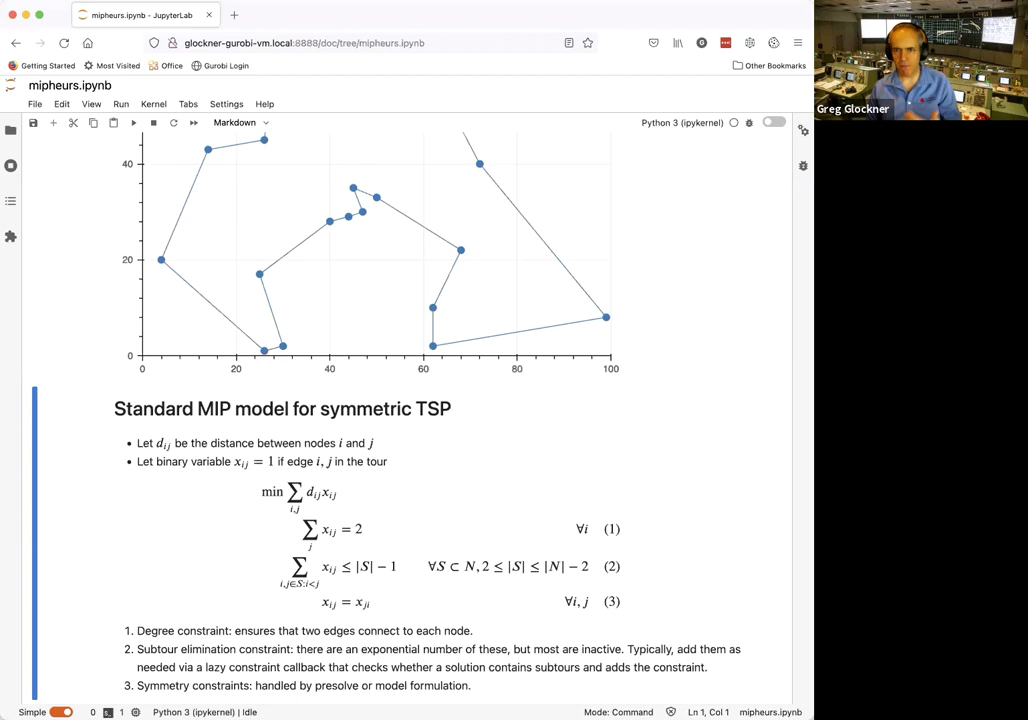 mipheurs.ipynb - JupyterLab
glockner-gurobi-vm.local:8888/doc/tree/mipheurs.ipynb
Getting Started Most Visited Office Gurobi Login Other Bookmarks
mipheurs.ipynb
File Edit View Run Kernel Tabs Settings Help
Markdown Python 3 (ipykernel)
Greg Glockner
40
20
0
0 20 40 60 80 100
Standard MIP model for symmetric TSP
• Let d_ij be the distance between nodes i and j
• Let binary variable x_ij = 1 if edge i, j in the tour
min ∑_{i,j} d_ij x_ij
∑_j x_ij = 2 ∀i (1)
∑_{i,j∈S:i<j} x_ij ≤ |S| − 1 ∀S ⊂ N, 2 ≤ |S| ≤ |N| − 2 (2)
x_ij = x_ji ∀i, j (3)
1. Degree constraint: ensures that two edges connect to each node.
2. Subtour elimination constraint: there are an exponential number of these, but most are inactive. Typically, add them as
needed via a lazy constraint callback that checks whether a solution contains subtours and adds the constraint.
3. Symmetry constraints: handled by presolve or model formulation.
Simple 0 1 Python 3 (ipykernel) | Idle Mode: Command Ln 1, Col 1 mipheurs.ipynb